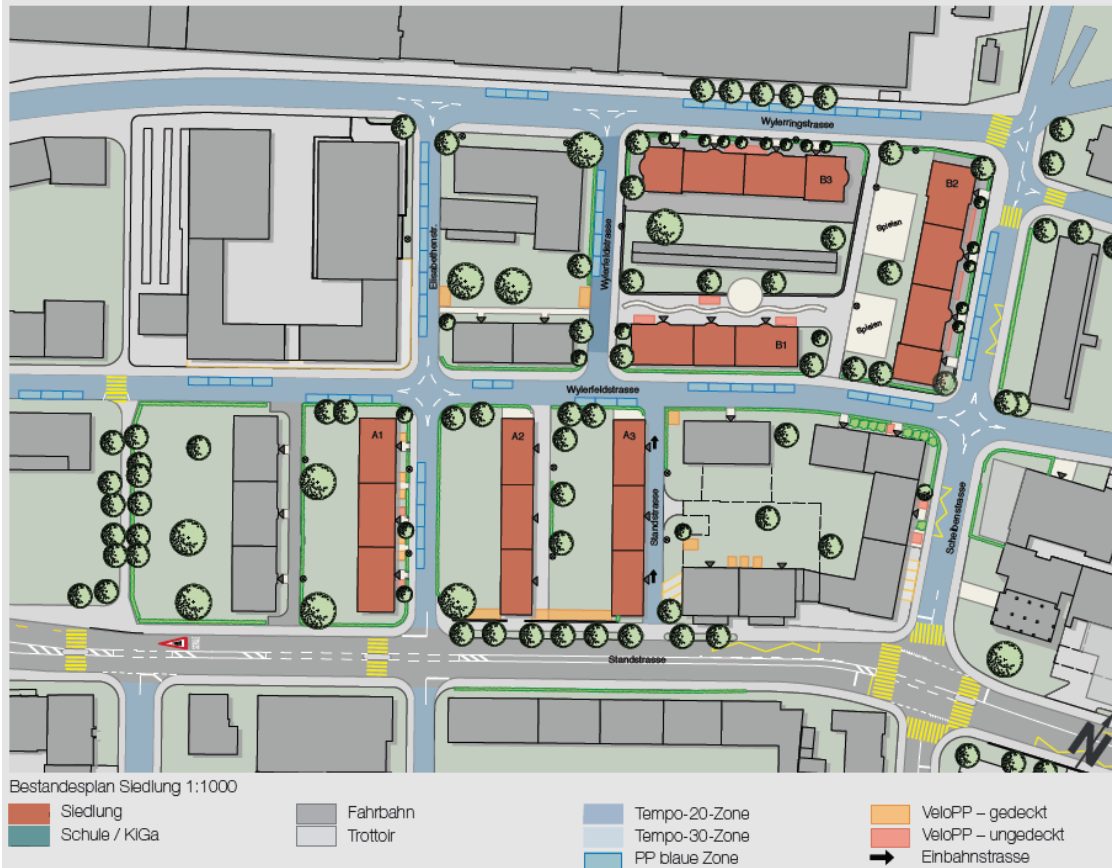 Wylerringstrasse
B3
B2
Spielen
Elisabethenstr.
Wylerfeldstrasse
Spielen
B1
Wylerfeldstrasse
A1
A2
A3
Standstrasse
Scheibenstrasse
Standstrasse
N
Bestandesplan Siedlung 1:1000
Siedlung
Fahrbahn
Tempo-20-Zone
VeloPP – gedeckt
Schule / KiGa
Trottoir
Tempo-30-Zone
VeloPP – ungedeckt
PP blaue Zone
Einbahnstrasse